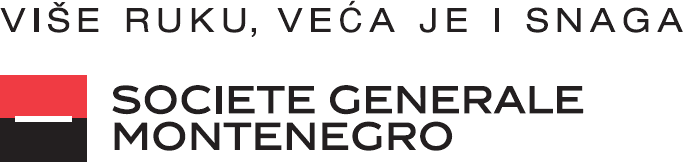 VIŠE RUKU, VEĆA JE I SNAGA
SOCIETE GENERALE
MONTENEGRO